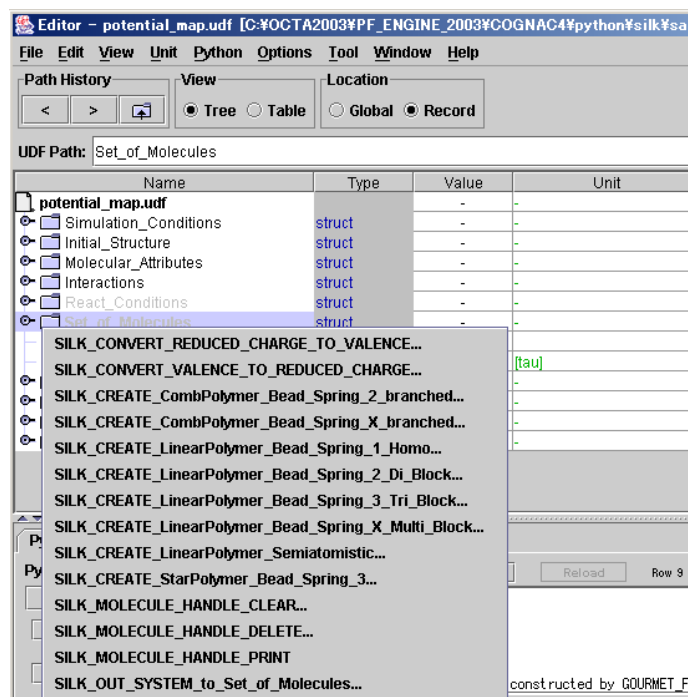 Editor - potential_map.udf [C:¥OCTA2003¥PF_ENGINE_2003¥COGNAC4¥python¥silk¥sa
File Edit View Unit Python Options Tool Window Help
Path History View Location
< > Tree Table Global Record
UDF Path: Set_of_Molecules
Name Type Value Unit
potential_map.udf - -
Simulation_Conditions struct - -
Initial_Structure struct - -
Molecular_Attributes struct - -
Interactions struct - -
React_Conditions struct - -
Set_of_Molecules struct - -
SILK_CONVERT_REDUCED_CHARGE_TO_VALENCE...
[tau]
SILK_CONVERT_VALENCE_TO_REDUCED_CHARGE...
-
SILK_CREATE_CombPolymer_Bead_Spring_2_branched...
-
SILK_CREATE_CombPolymer_Bead_Spring_X_branched...
-
SILK_CREATE_LinearPolymer_Bead_Spring_1_Homo...
-
SILK_CREATE_LinearPolymer_Bead_Spring_2_Di_Block...
SILK_CREATE_LinearPolymer_Bead_Spring_3_Tri_Block...
SILK_CREATE_LinearPolymer_Bead_Spring_X_Multi_Block...
SILK_CREATE_LinearPolymer_Semiatomistic...
SILK_CREATE_StarPolymer_Bead_Spring_3...
Py Reload Row 9
SILK_MOLECULE_HANDLE_CLEAR...
SILK_MOLECULE_HANDLE_DELETE...
SILK_MOLECULE_HANDLE_PRINT
SILK_OUT_SYSTEM_to_Set_of_Molecules...
constructed by GOURMET_F